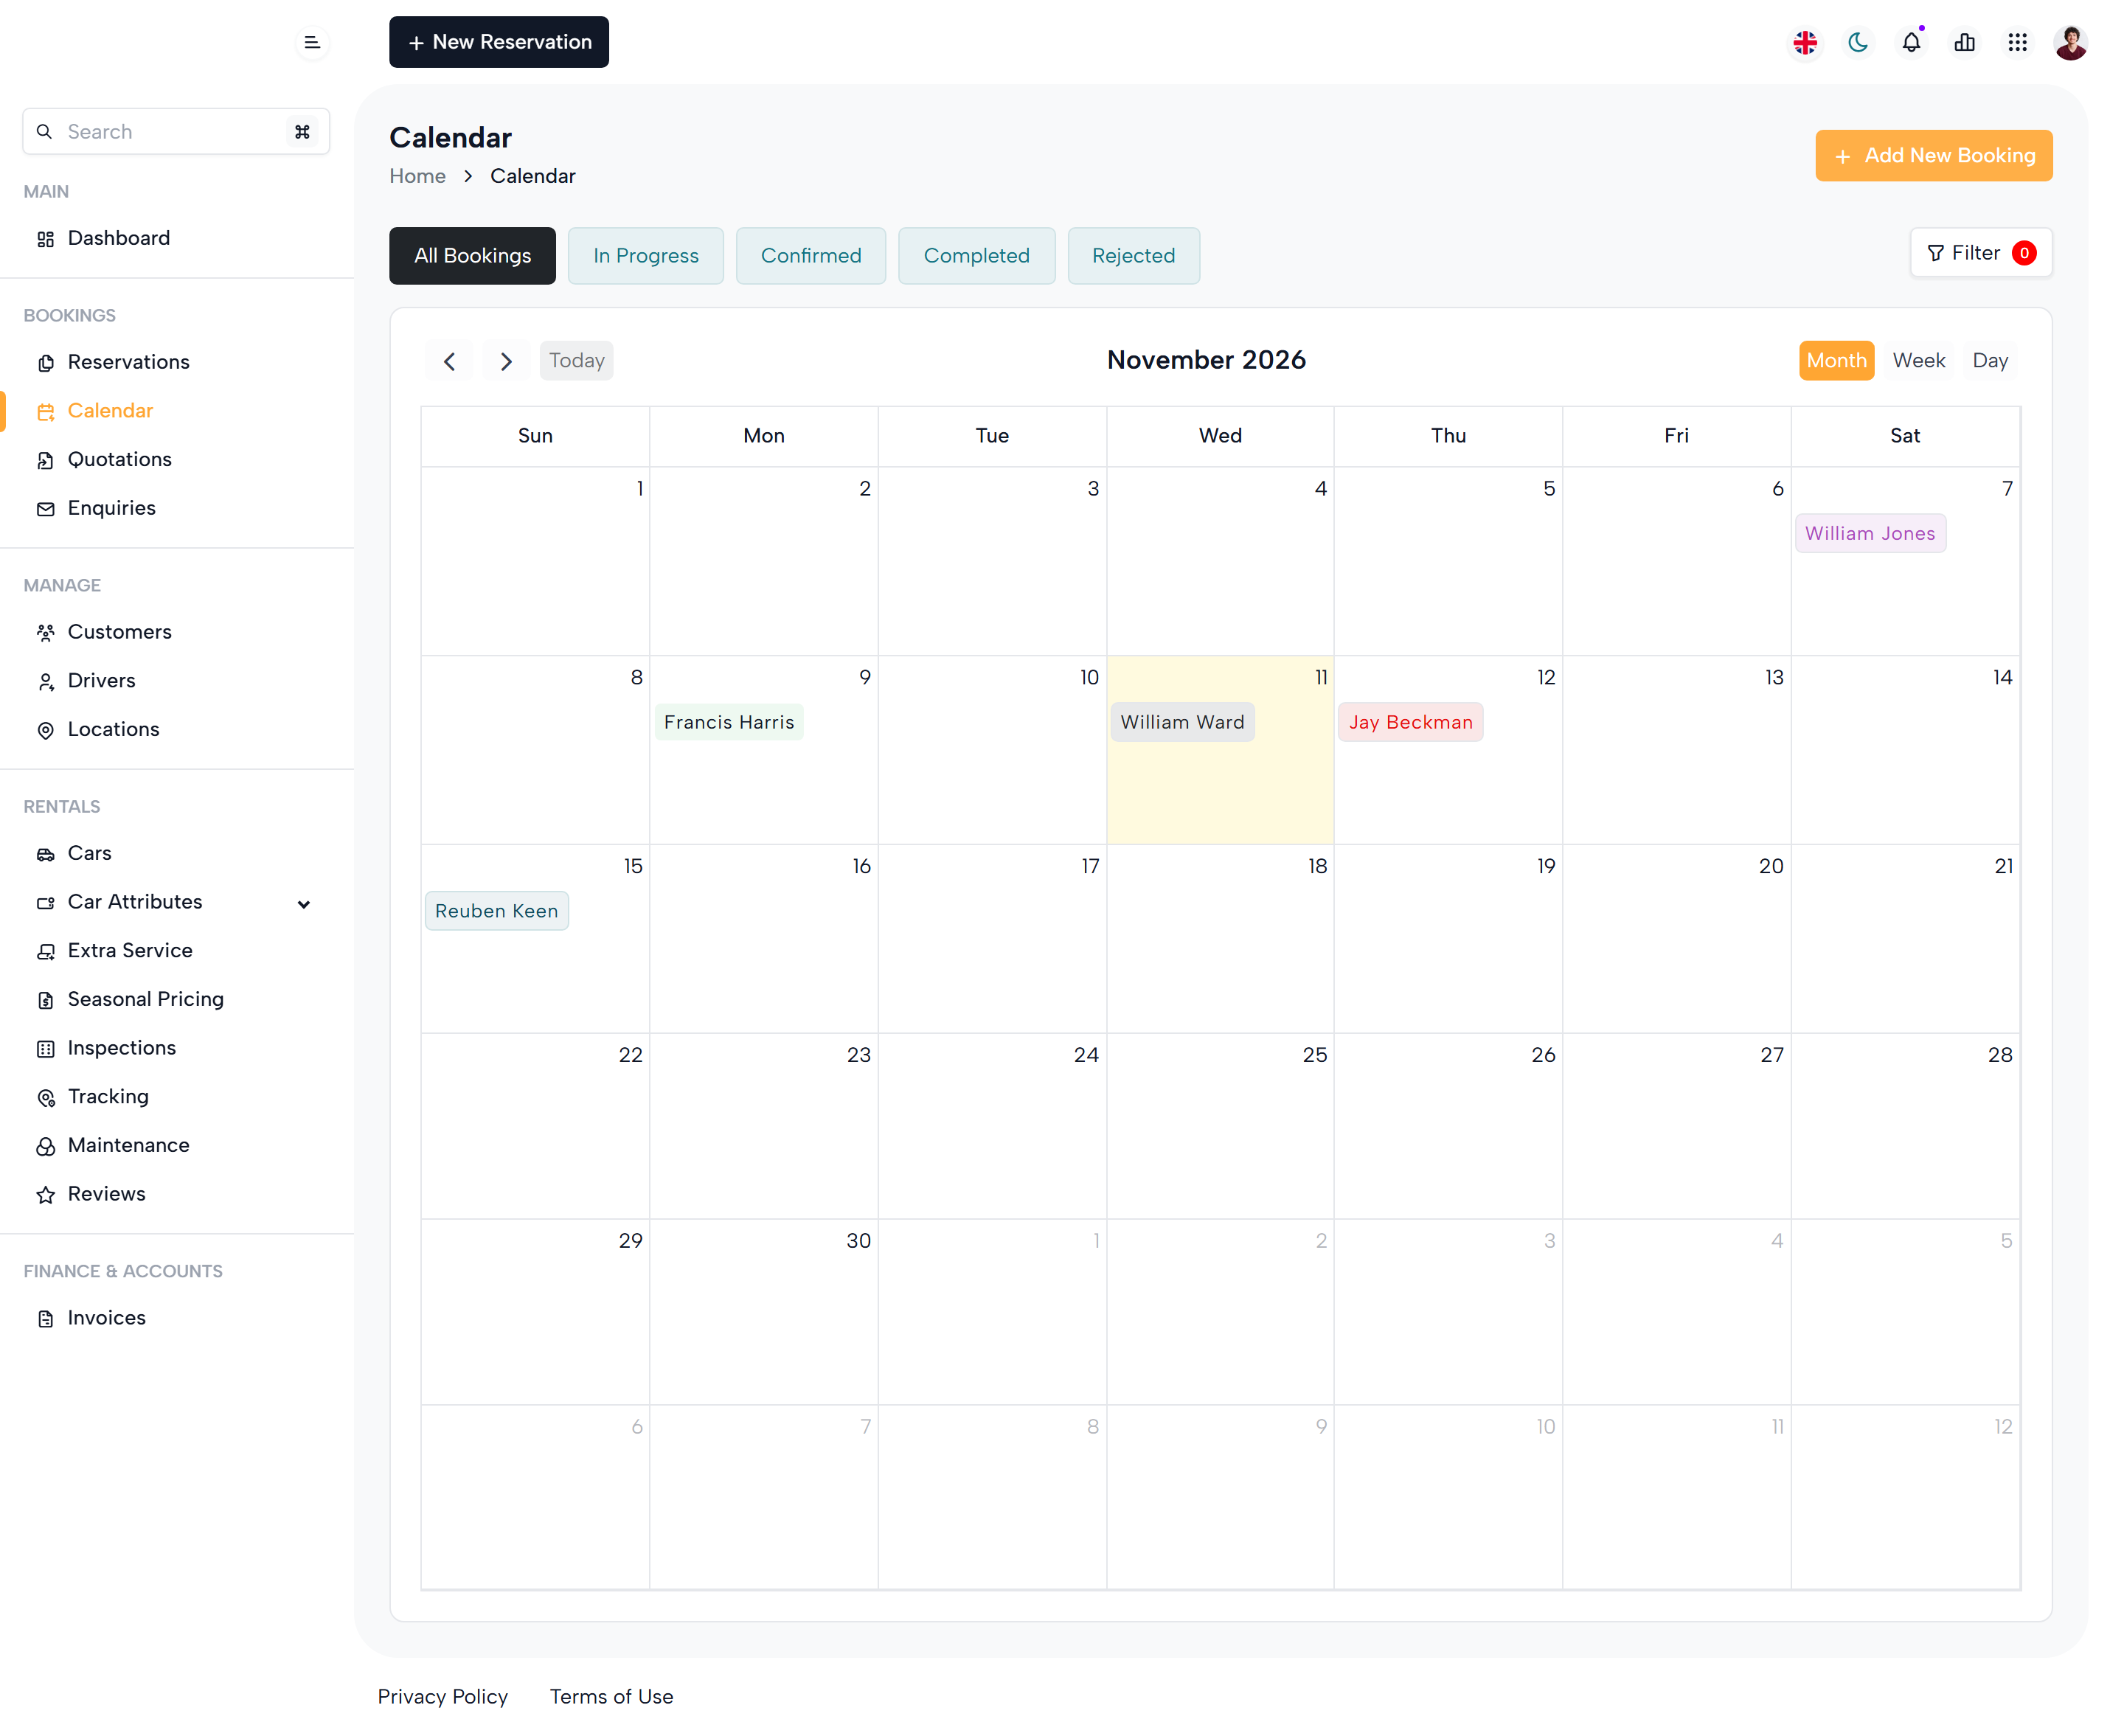 New Reservation
Search
MAIN
Dashboard
BOOKINGS
Reservations
Calendar
Quotations
Enquiries
MANAGE
Customers
Drivers
Locations
RENTALS
Cars
Car Attributes
Extra Service
Seasonal Pricing
Inspections
Tracking
Maintenance
Reviews
FINANCE & ACCOUNTS
Invoices
Calendar
Home > Calendar
+ Add New Booking
All Bookings In Progress Confirmed Completed Rejected
Filter 0
Today November 2026 Month Week Day
Sun Mon Tue Wed Thu Fri Sat
1 2 3 4 5 6 7
William Jones
8 9 10 11 12 13 14
Francis Harris William Ward Jay Beckman
15 16 17 18 19 20 21
Reuben Keen
22 23 24 25 26 27 28
29 30 1 2 3 4 5
6 7 8 9 10 11 12
Privacy Policy Terms of Use